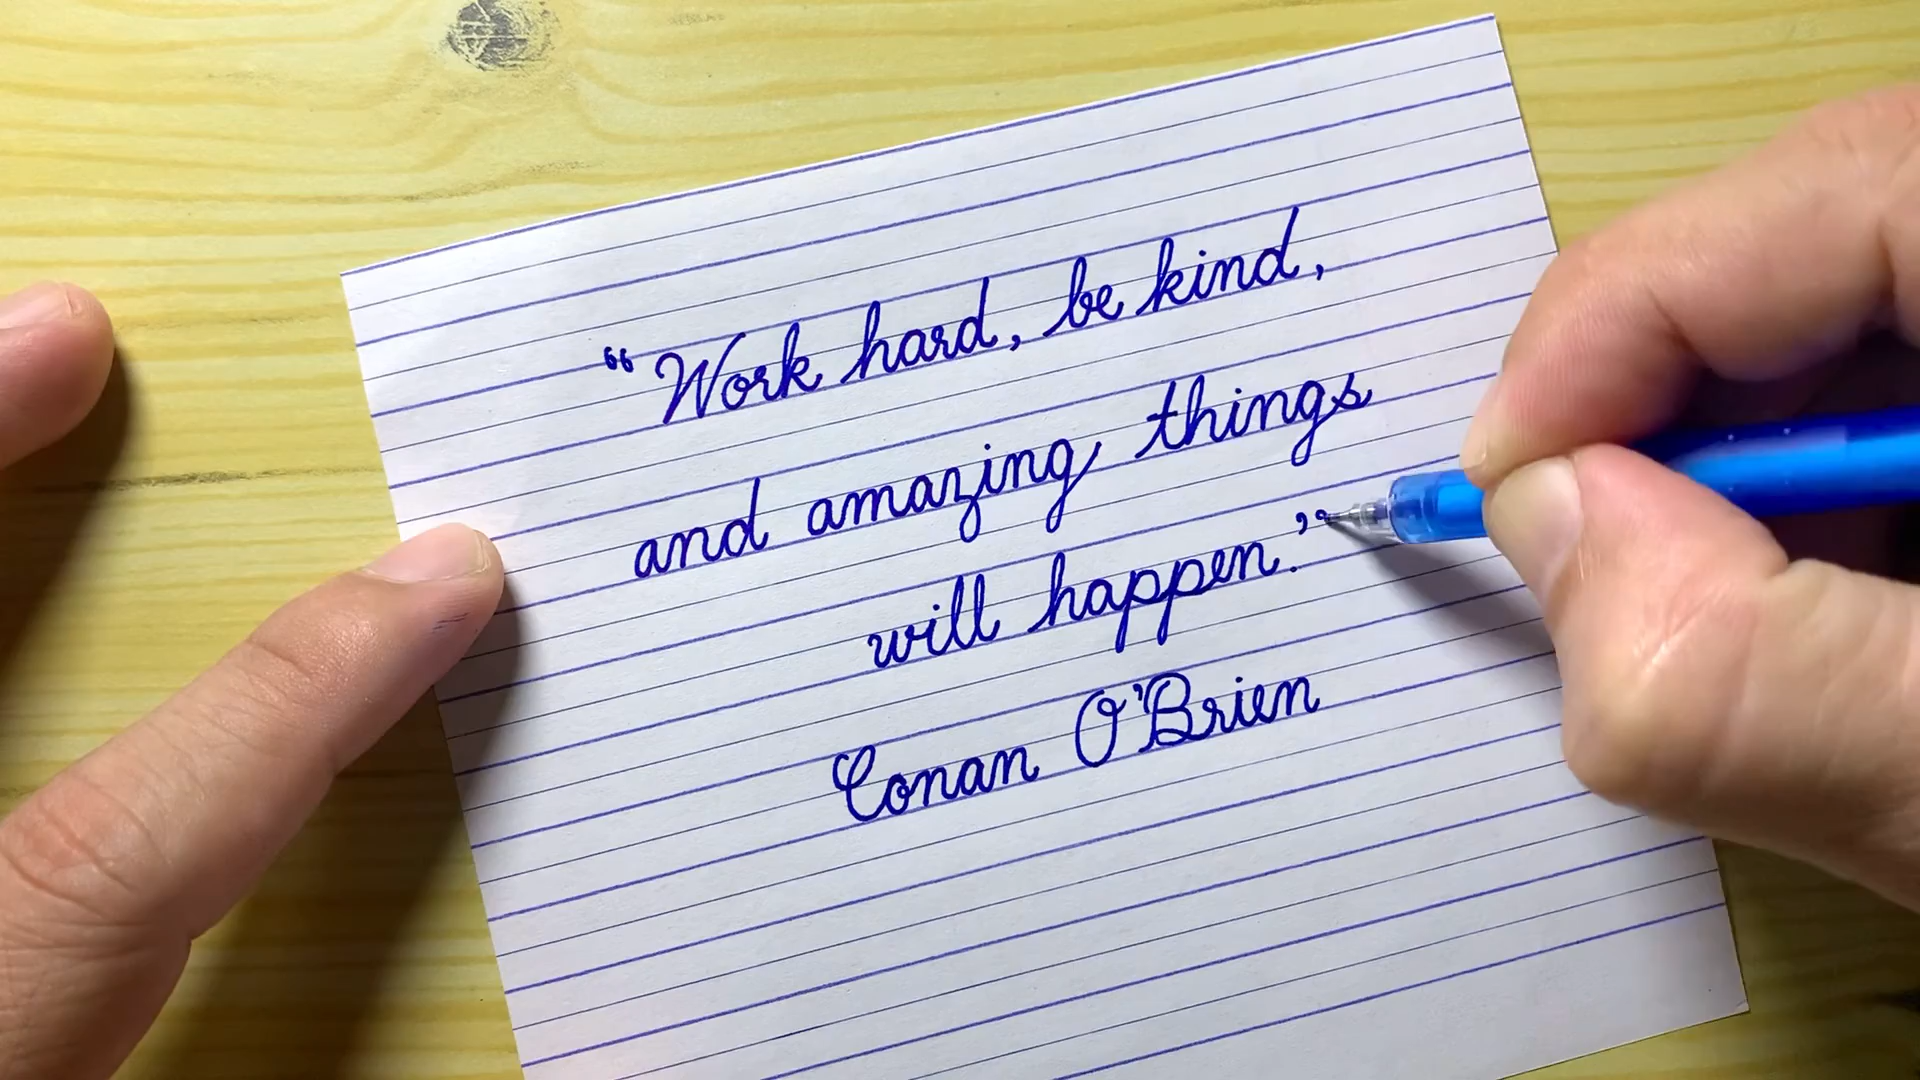 “Work hard, be kind,
and amazing things
will happen.”
Conan O'Brien